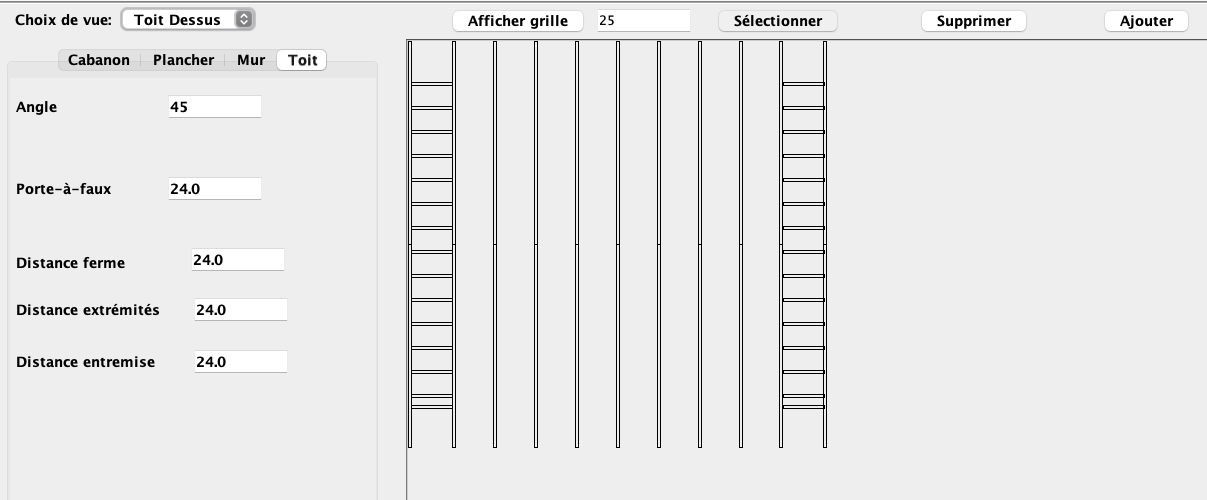 Choix de vue: Toit Dessus Afficher grille 25 Sélectionner Supprimer Ajouter
Cabanon Plancher Mur Toit
Angle 45
Porte-à-faux 24.0
Distance ferme 24.0
Distance extrémités 24.0
Distance entremise 24.0